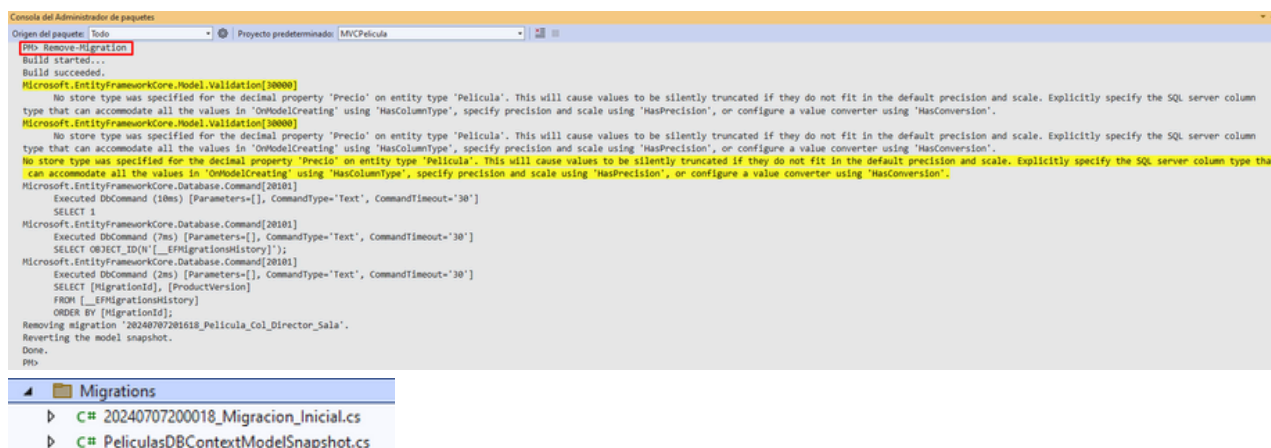 Consola del Administrador de paquetes
Origen del paquete: Todo Proyecto predeterminado: MVCPelicula
PM> Remove-Migration
Build started...
Build succeeded.
Microsoft.EntityFrameworkCore.Model.Validation[30000]
No store type was specified for the decimal property 'Precio' on entity type 'Pelicula'. This will cause values to be silently truncated if they do not fit in the default precision and scale. Explicitly specify the SQL server column
type that can accommodate all the values in 'OnModelCreating' using 'HasColumnType', specify precision and scale using 'HasPrecision', or configure a value converter using 'HasConversion'.
Microsoft.EntityFrameworkCore.Model.Validation[30000]
No store type was specified for the decimal property 'Precio' on entity type 'Pelicula'. This will cause values to be silently truncated if they do not fit in the default precision and scale. Explicitly specify the SQL server column
type that can accommodate all the values in 'OnModelCreating' using 'HasColumnType', specify precision and scale using 'HasPrecision', or configure a value converter using 'HasConversion'.
No store type was specified for the decimal property 'Precio' on entity type 'Pelicula'. This will cause values to be silently truncated if they do not fit in the default precision and scale. Explicitly specify the SQL server column type tha
can accommodate all the values in 'OnModelCreating' using 'HasColumnType', specify precision and scale using 'HasPrecision', or configure a value converter using 'HasConversion'.
Microsoft.EntityFrameworkCore.Database.Command[20101]
Executed DbCommand (10ms) [Parameters=[], CommandType='Text', CommandTimeout='30']
SELECT 1
Microsoft.EntityFrameworkCore.Database.Command[20101]
Executed DbCommand (7ms) [Parameters=[], CommandType='Text', CommandTimeout='30']
SELECT OBJECT_ID(N'[__EFMigrationsHistory]');
Microsoft.EntityFrameworkCore.Database.Command[20101]
Executed DbCommand (2ms) [Parameters=[], CommandType='Text', CommandTimeout='30']
SELECT [MigrationId], [ProductVersion]
FROM [__EFMigrationsHistory]
ORDER BY [MigrationId];
Removing migration '20240707201618_Pelicula_Col_Director_Sala'.
Reverting the model snapshot.
Done.
PM>
Migrations
C# 20240707200018_Migracion_Inicial.cs
C# PeliculasDBContextModelSnapshot.cs